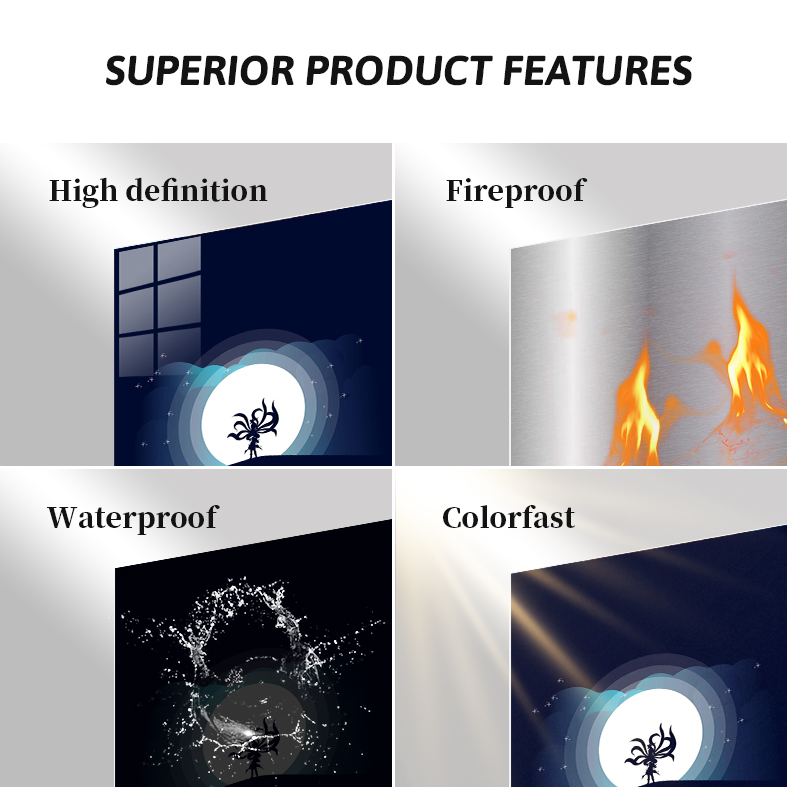 SUPERIOR PRODUCT FEATURES
High definition
Fireproof
Waterproof
Colorfast